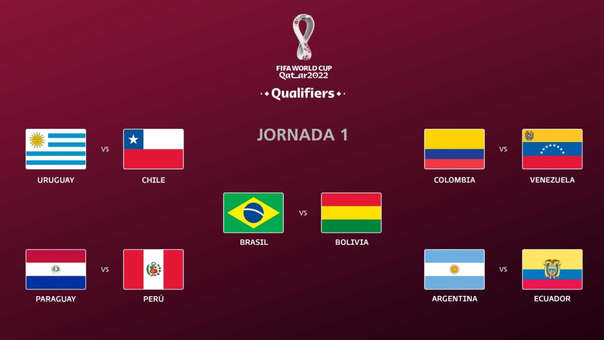 FIFA WORLD CUP
Qatar2022
Qualifiers
JORNADA 1
URUGUAY VS CHILE
COLOMBIA VS VENEZUELA
BRASIL VS BOLIVIA
PARAGUAY VS PERÚ
ARGENTINA VS ECUADOR